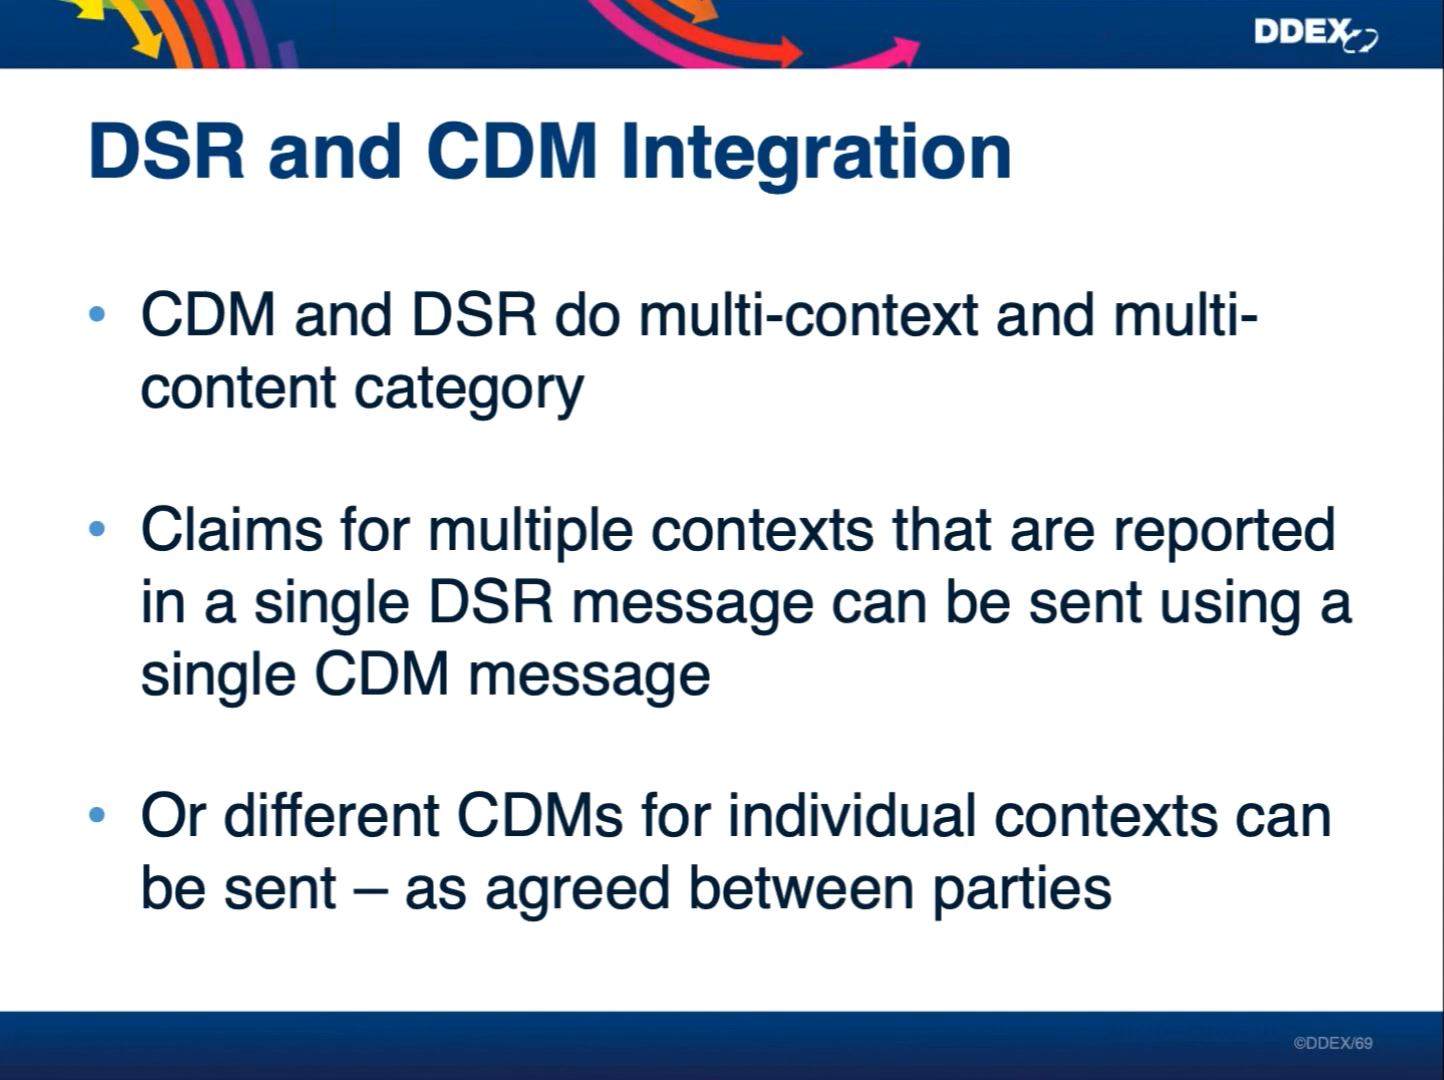 DDEX
DSR and CDM Integration
• CDM and DSR do multi-context and multi-
content category
• Claims for multiple contexts that are reported
in a single DSR message can be sent using a
single CDM message
• Or different CDMs for individual contexts can
be sent – as agreed between parties
©DDEX/69